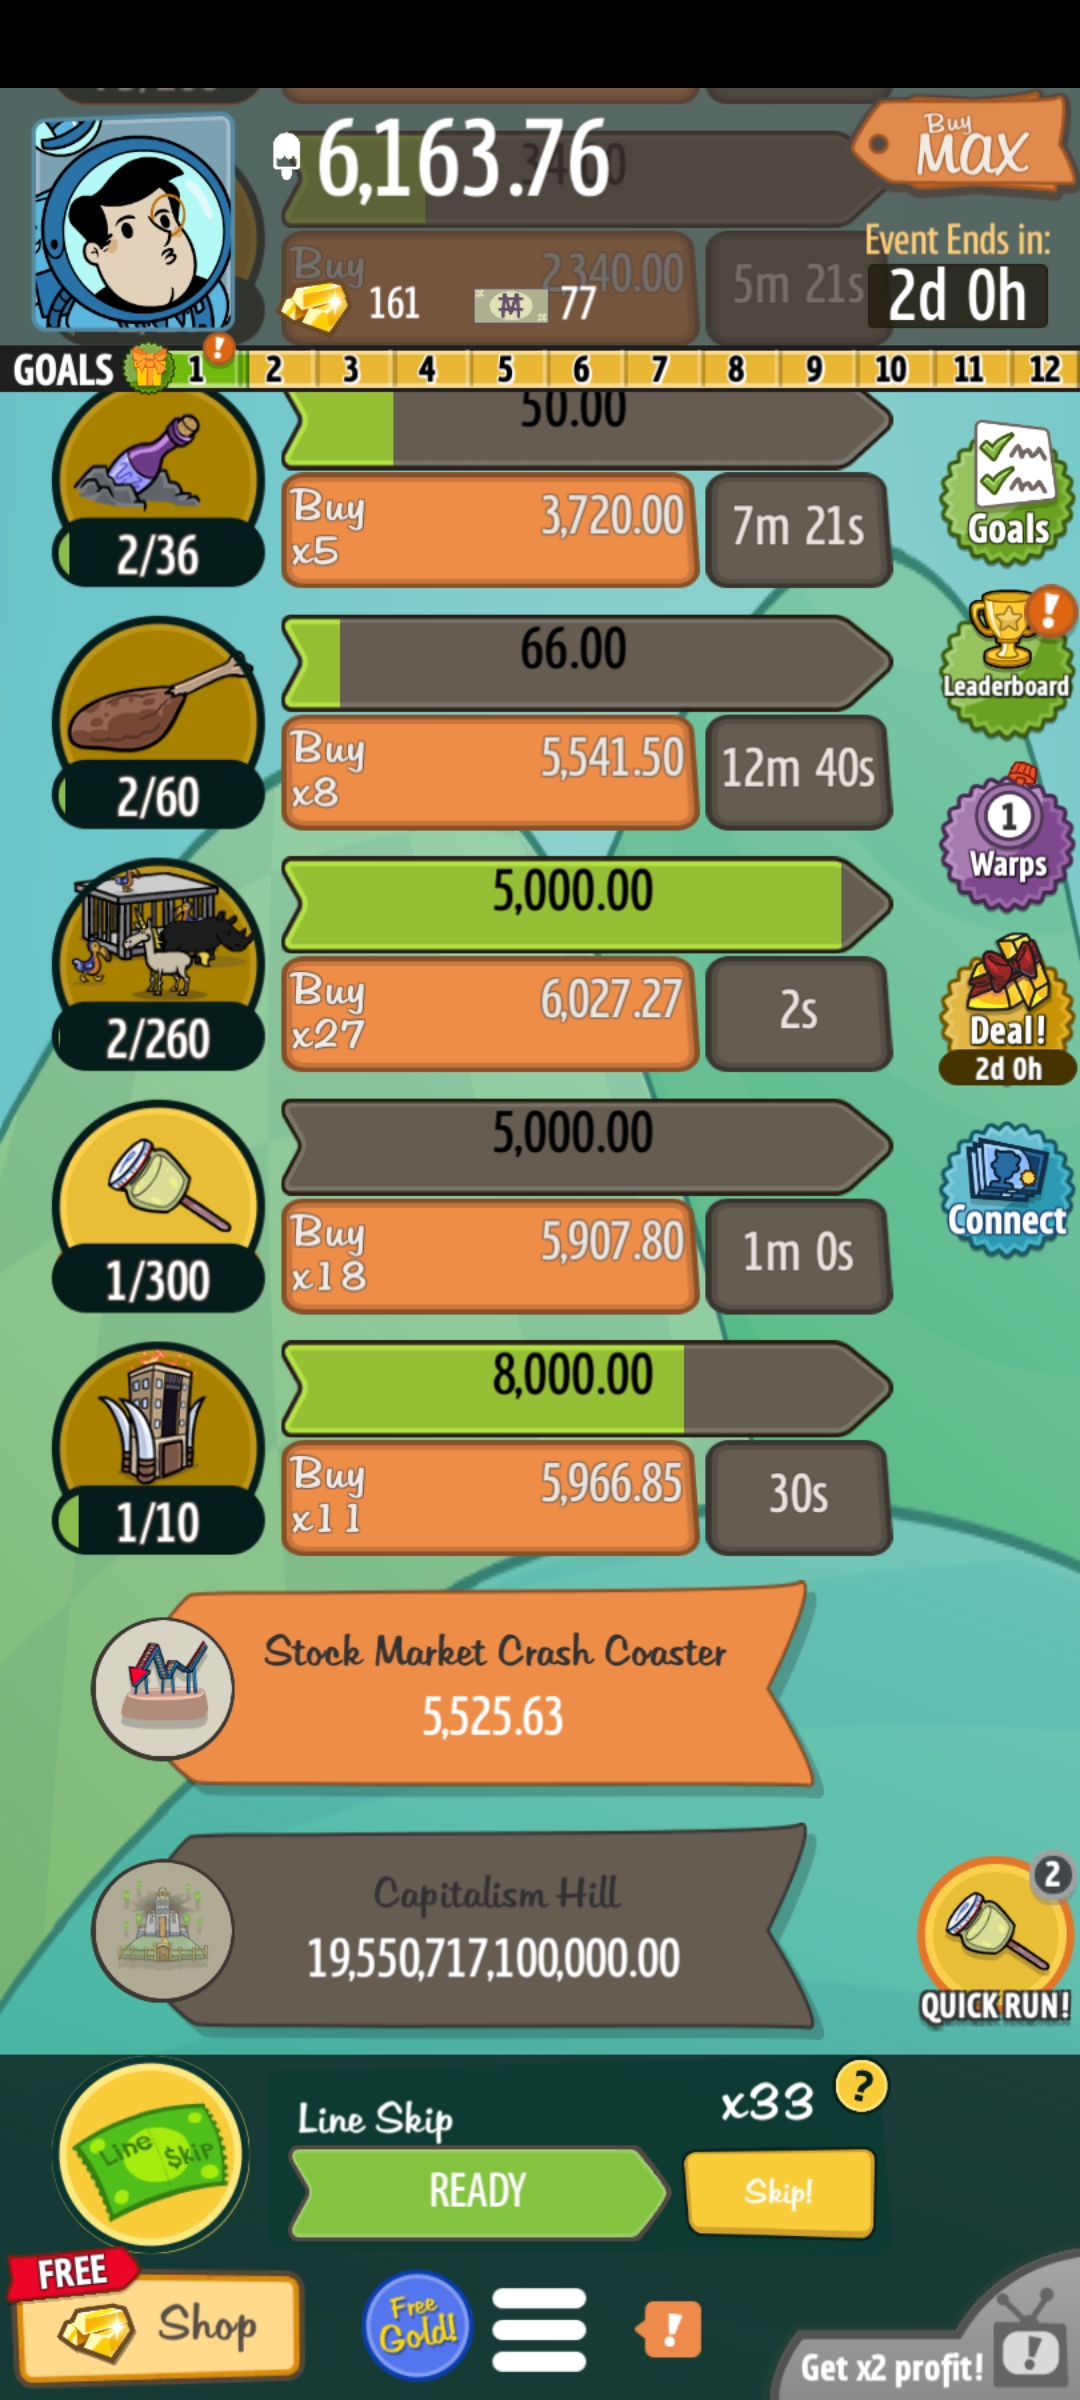 6,163.76
Buy
MAX
34.00
Event Ends in:
2d 0h
Buy
2,340.00
5m 21s
161
77
GOALS
1
!
2
3
4
5
6
7
8
9
10
11
12
50.00
2/36
Buy
x5
3,720.00
7m 21s
Goals
66.00
2/60
Buy
x8
5,541.50
12m 40s
!
Leaderboard
5,000.00
2/260
Buy
x27
6,027.27
2s
1
Warps
Deal!
2d 0h
5,000.00
1/300
Buy
x18
5,907.80
1m 0s
Connect
8,000.00
1/10
Buy
x11
5,966.85
30s
Stock Market Crash Coaster
5,525.63
Capitalism Hill
19,550,717,100,000.00
2
QUICK RUN!
Line $kip
Line Skip
x33
?
READY
Skip!
FREE
Shop
Free
Gold!
!
Get x2 profit!
!